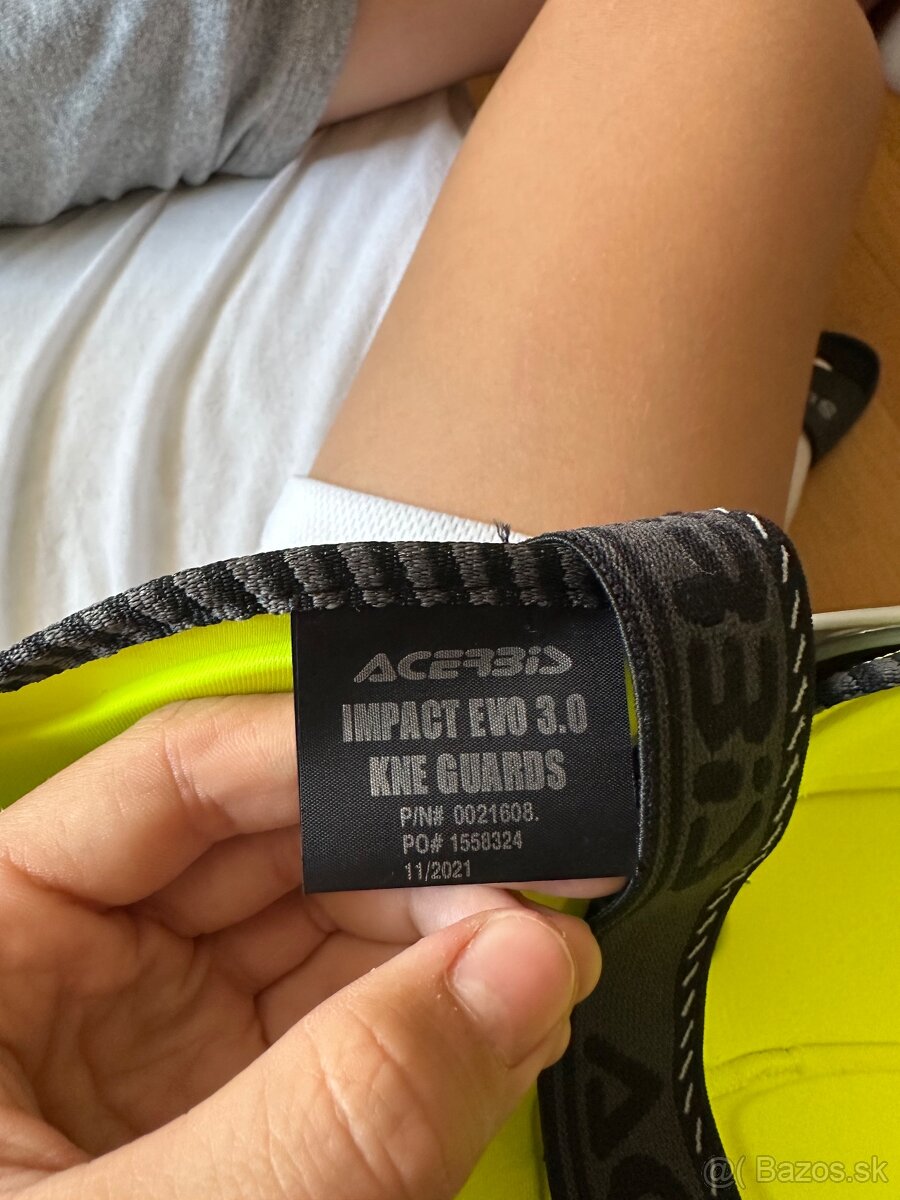 ACERBIS
IMPACT EVO 3.0
KNE GUARDS
P/N# 0021608.
PO# 1558324
11/2021
@( Bazos.sk